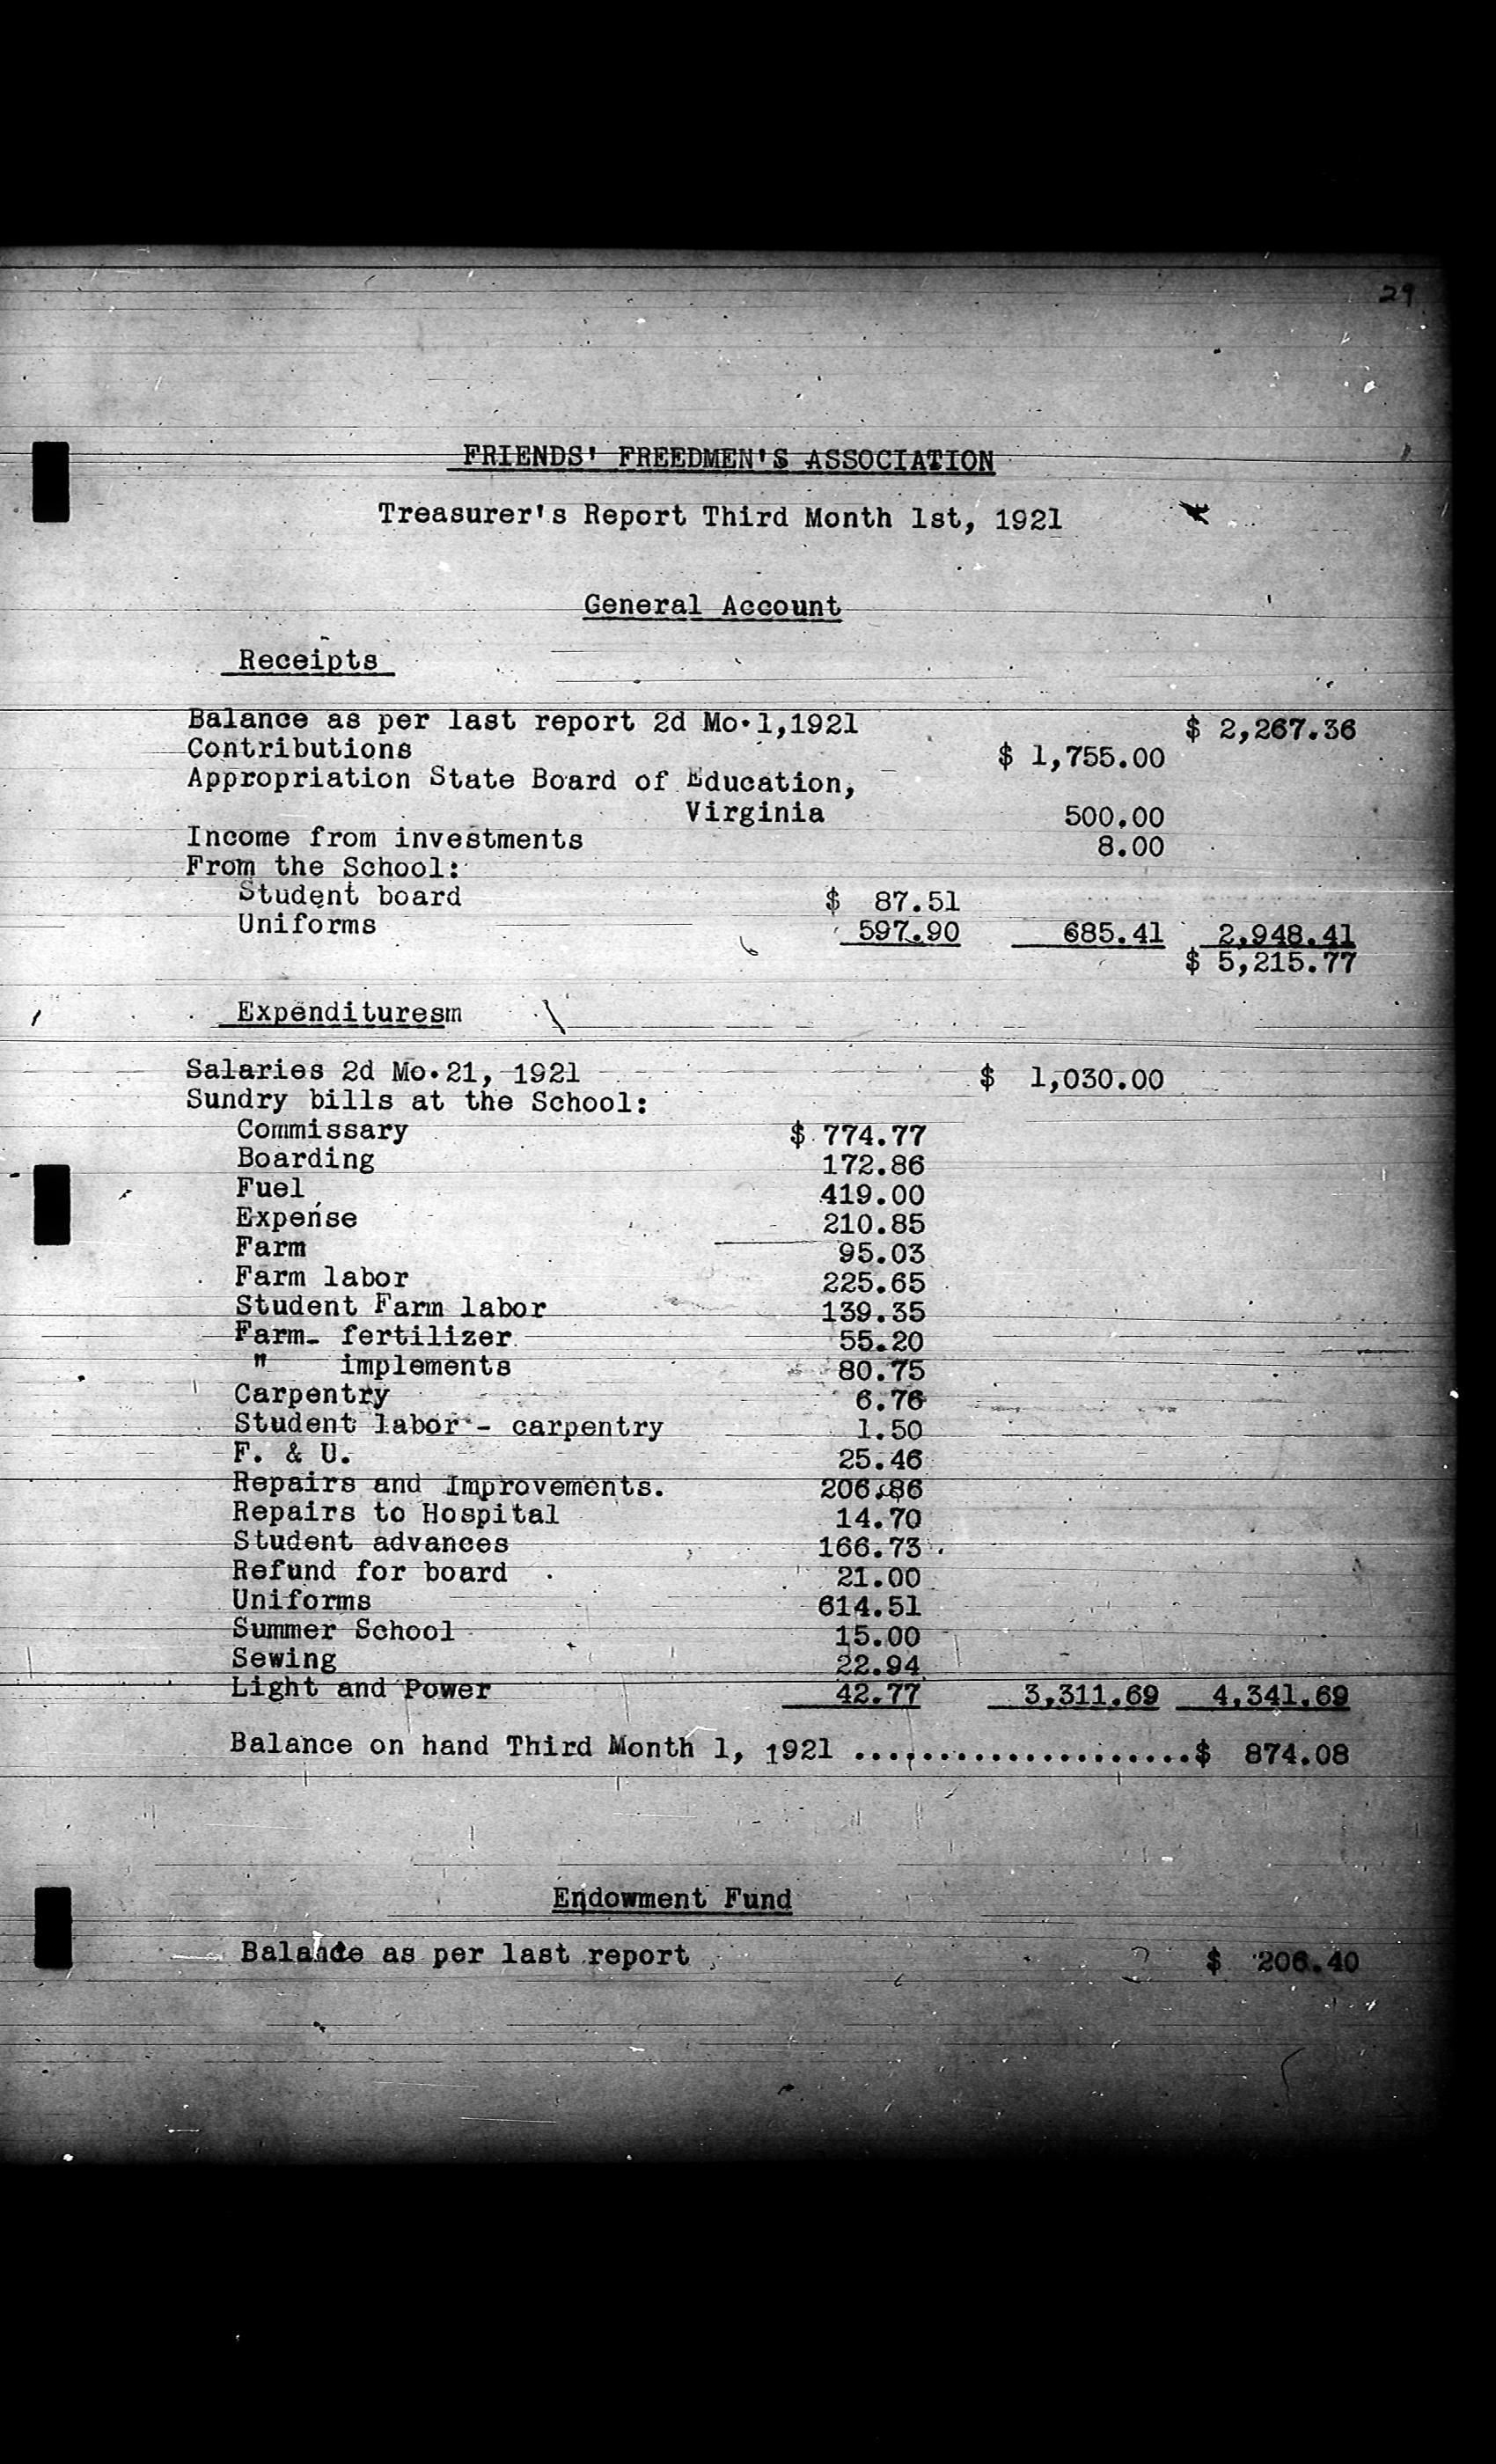 29
FRIENDS' FREEDMEN'S ASSOCIATION
Treasurer's Report Third Month 1st, 1921
General Account
Receipts
Balance as per last report 2d Mo.1,1921 $ 2,267.36
Contributions $ 1,755.00
Appropriation State Board of Education,
Virginia 500.00
Income from investments 8.00
From the School:
Student board $ 87.51
Uniforms 597.90 685.41 2,948.41
$ 5,215.77
Expendituresm
Salaries 2d Mo.21, 1921 $ 1,030.00
Sundry bills at the School:
Commissary $ 774.77
Boarding 172.86
Fuel 419.00
Expense 210.85
Farm 95.03
Farm labor 225.65
Student Farm labor 139.35
Farm- fertilizer 55.20
" implements 80.75
Carpentry 6.76
Student labor - carpentry 1.50
F. & U. 25.46
Repairs and Improvements. 206.86
Repairs to Hospital 14.70
Student advances 166.73
Refund for board 21.00
Uniforms 614.51
Summer School 15.00
Sewing 22.94
Light and Power 42.77 3,311.69 4,341.69
Balance on hand Third Month 1, 1921 ......................$ 874.08
Endowment Fund
Balance as per last report $ 206.40